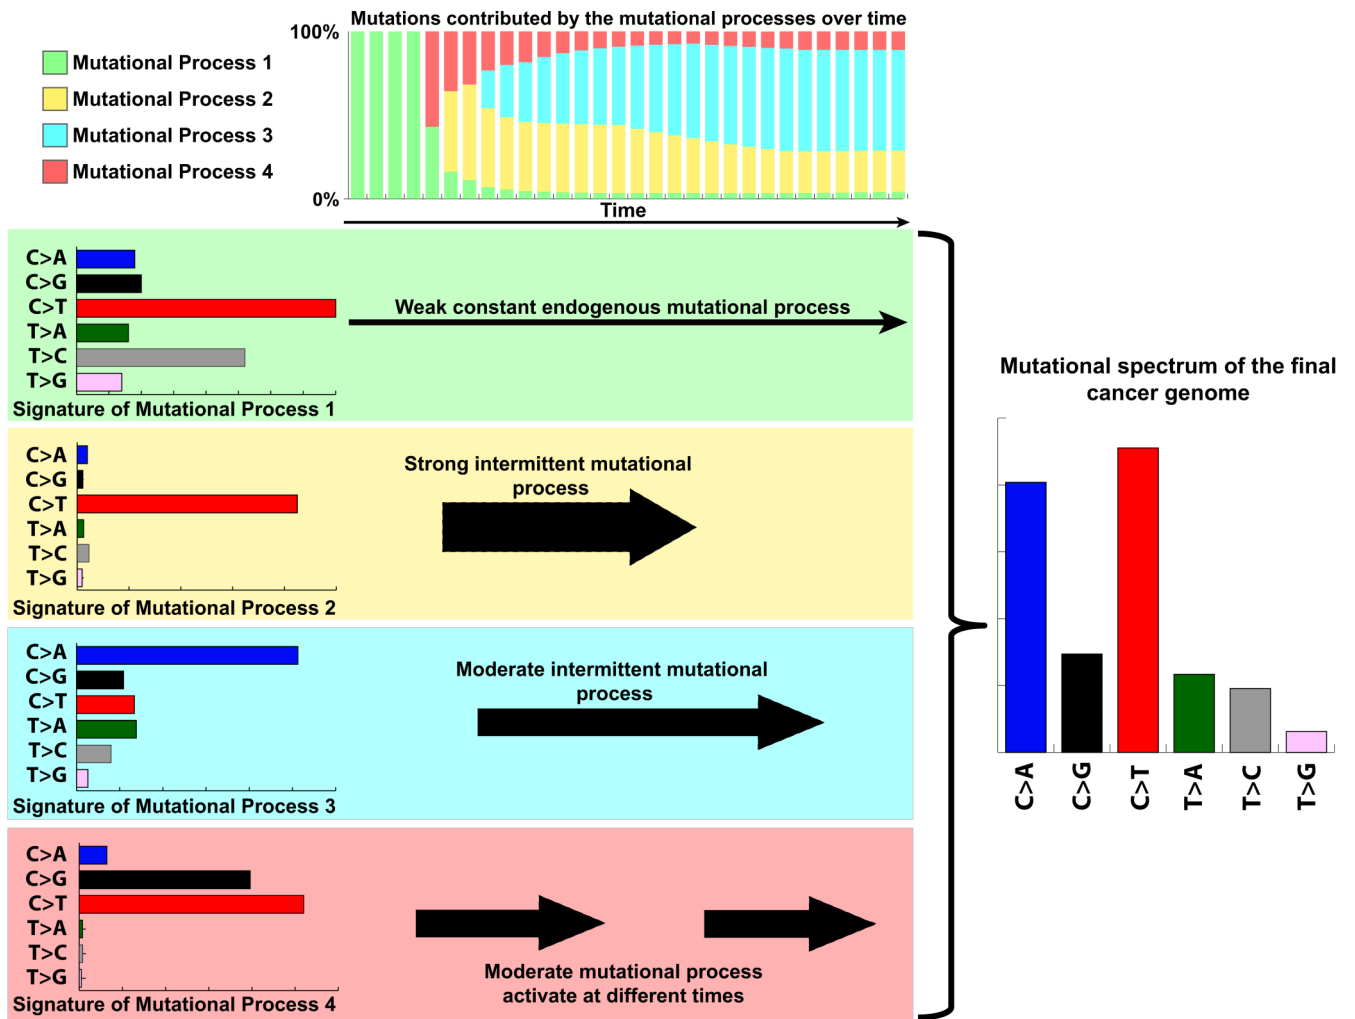 Mutations contributed by the mutational processes over time
100%
Mutational Process 1
Mutational Process 2
Mutational Process 3
Mutational Process 4
0%
Time
C>A
C>G
C>T
T>A
T>C
T>G
Signature of Mutational Process 1
Weak constant endogenous mutational process
C>A
C>G
C>T
T>A
T>C
T>G
Signature of Mutational Process 2
Strong intermittent mutational
process
C>A
C>G
C>T
T>A
T>C
T>G
Signature of Mutational Process 3
Moderate intermittent mutational
process
C>A
C>G
C>T
T>A
T>C
T>G
Signature of Mutational Process 4
Moderate mutational process
activate at different times
Mutational spectrum of the final
cancer genome
C>A
C>G
C>T
T>A
T>C
T>G